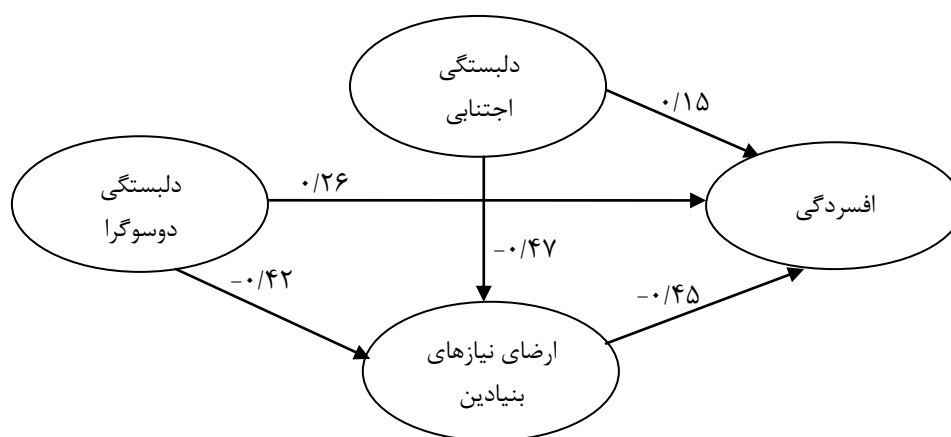 دلبستگی
اجتنابی
۰/۱۵
دلبستگی
دوسوگرا
۰/۲۶
افسردگی
-۰/۴۷
-۰/۴۲
-۰/۴۵
ارضای نیازهای
بنیادین